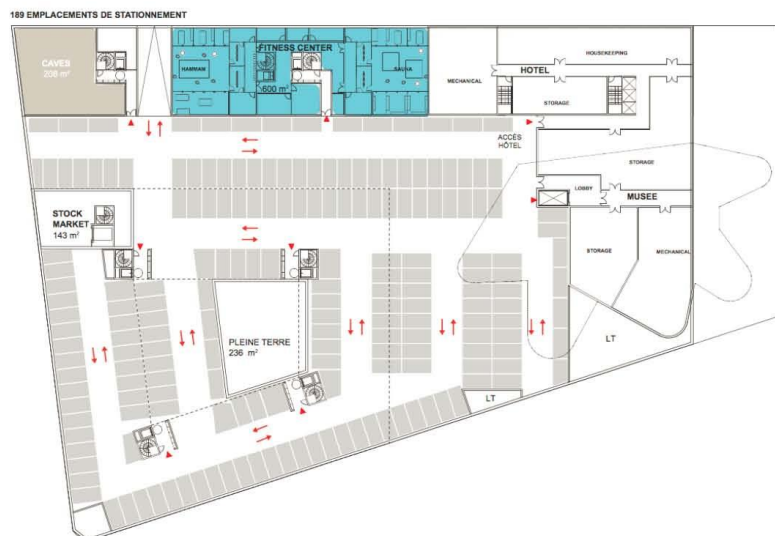 189 EMPLACEMENTS DE STATIONNEMENT
CAVES
208 m²
HAMMAM
FITNESS CENTER
600 m²
SAUNA
MECHANICAL
HOUSEKEEPING
HOTEL
STORAGE
ACCÈS
HÔTEL
STORAGE
LOBBY
MUSEE
STOCK
MARKET
143 m²
STORAGE
MECHANICAL
PLEINE TERRE
236 m²
LT
LT